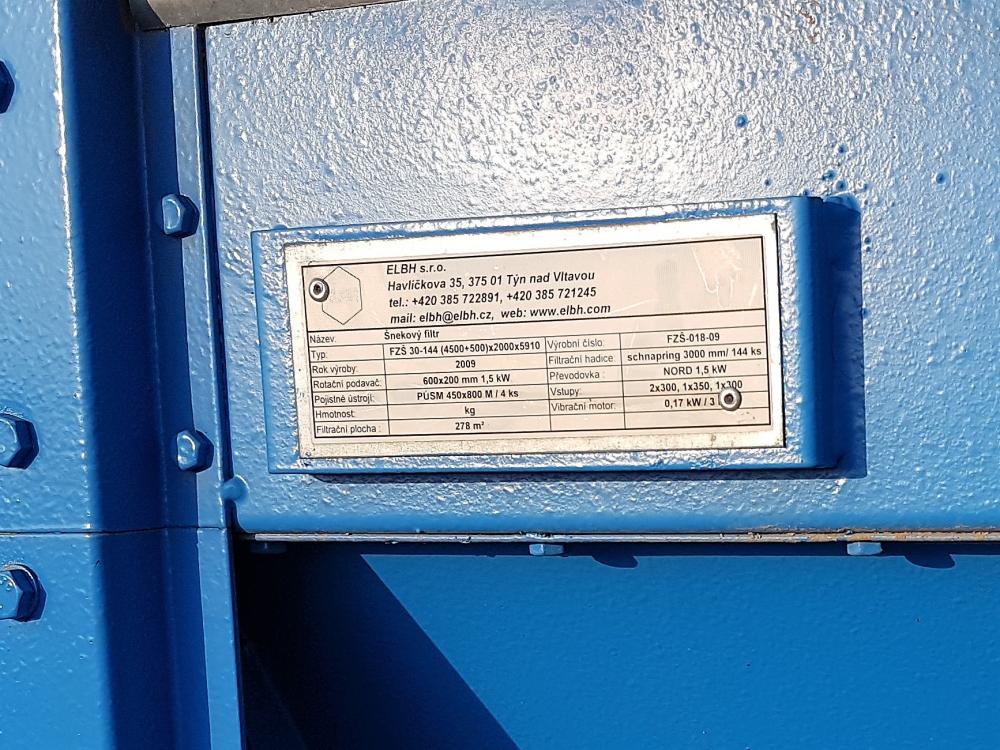 ELBH s.r.o.
Havlíčkova 35, 375 01 Týn nad Vltavou
tel.: +420 385 722891, +420 385 721245
mail: elbh@elbh.cz, web: www.elbh.com
Název: Šnekový filtr
Typ: FZŠ 30-144 (4500+500)x2000x5910 Výrobní číslo: FZŠ-018-09
Rok výroby: 2009 Filtrační hadice: schnapring 3000 mm/ 144 ks
Rotační podavač: 600x200 mm 1,5 kW Převodovka : NORD 1,5 kW
Pojistné ústrojí: PÚSM 450x800 M / 4 ks Vstupy: 2x300, 1x350, 1x300
Hmotnost: kg Vibrační motor: 0,17 kW / 3
Filtrační plocha : 278 m²